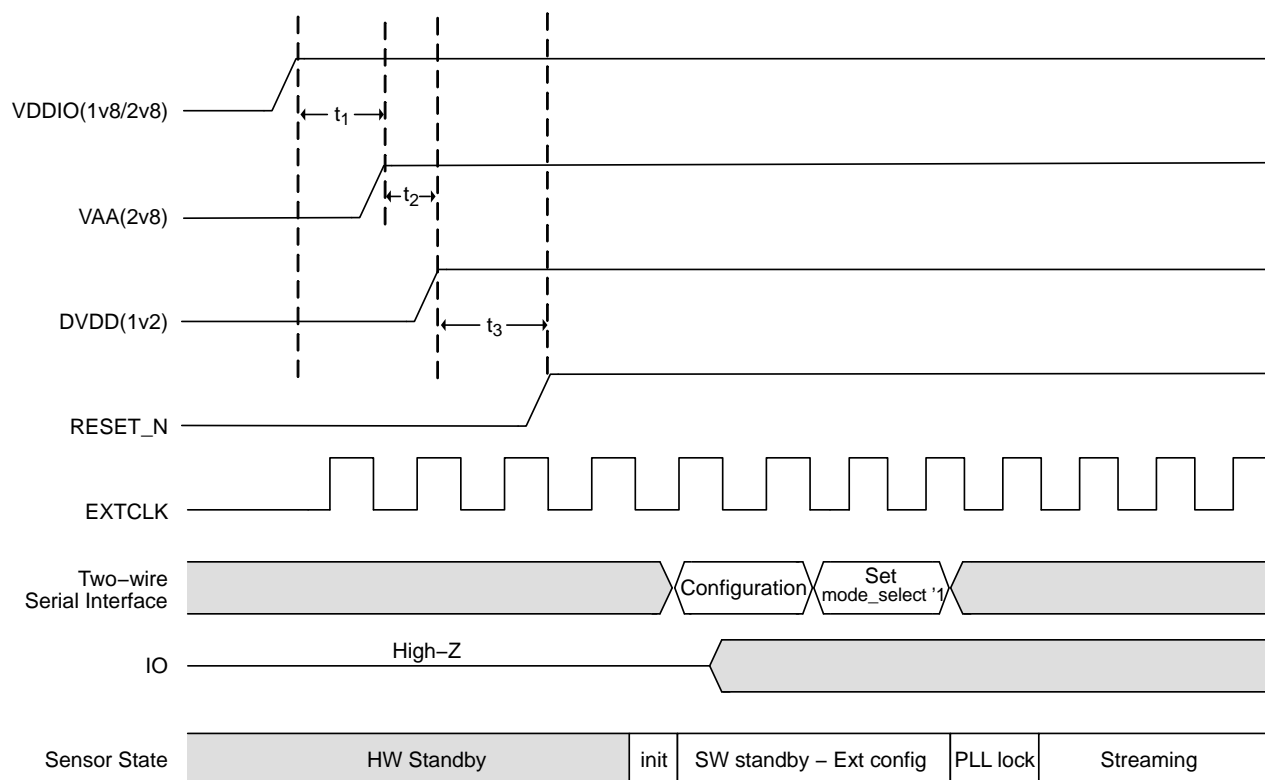 VDDIO(1v8/2v8)
t1
VAA(2v8)
t2
DVDD(1v2)
t3
RESET_N
EXTCLK
Two−wire
Serial Interface
Configuration
Set
mode_select '1
IO
High−Z
Sensor State
HW Standby
init
SW standby − Ext config
PLL lock
Streaming